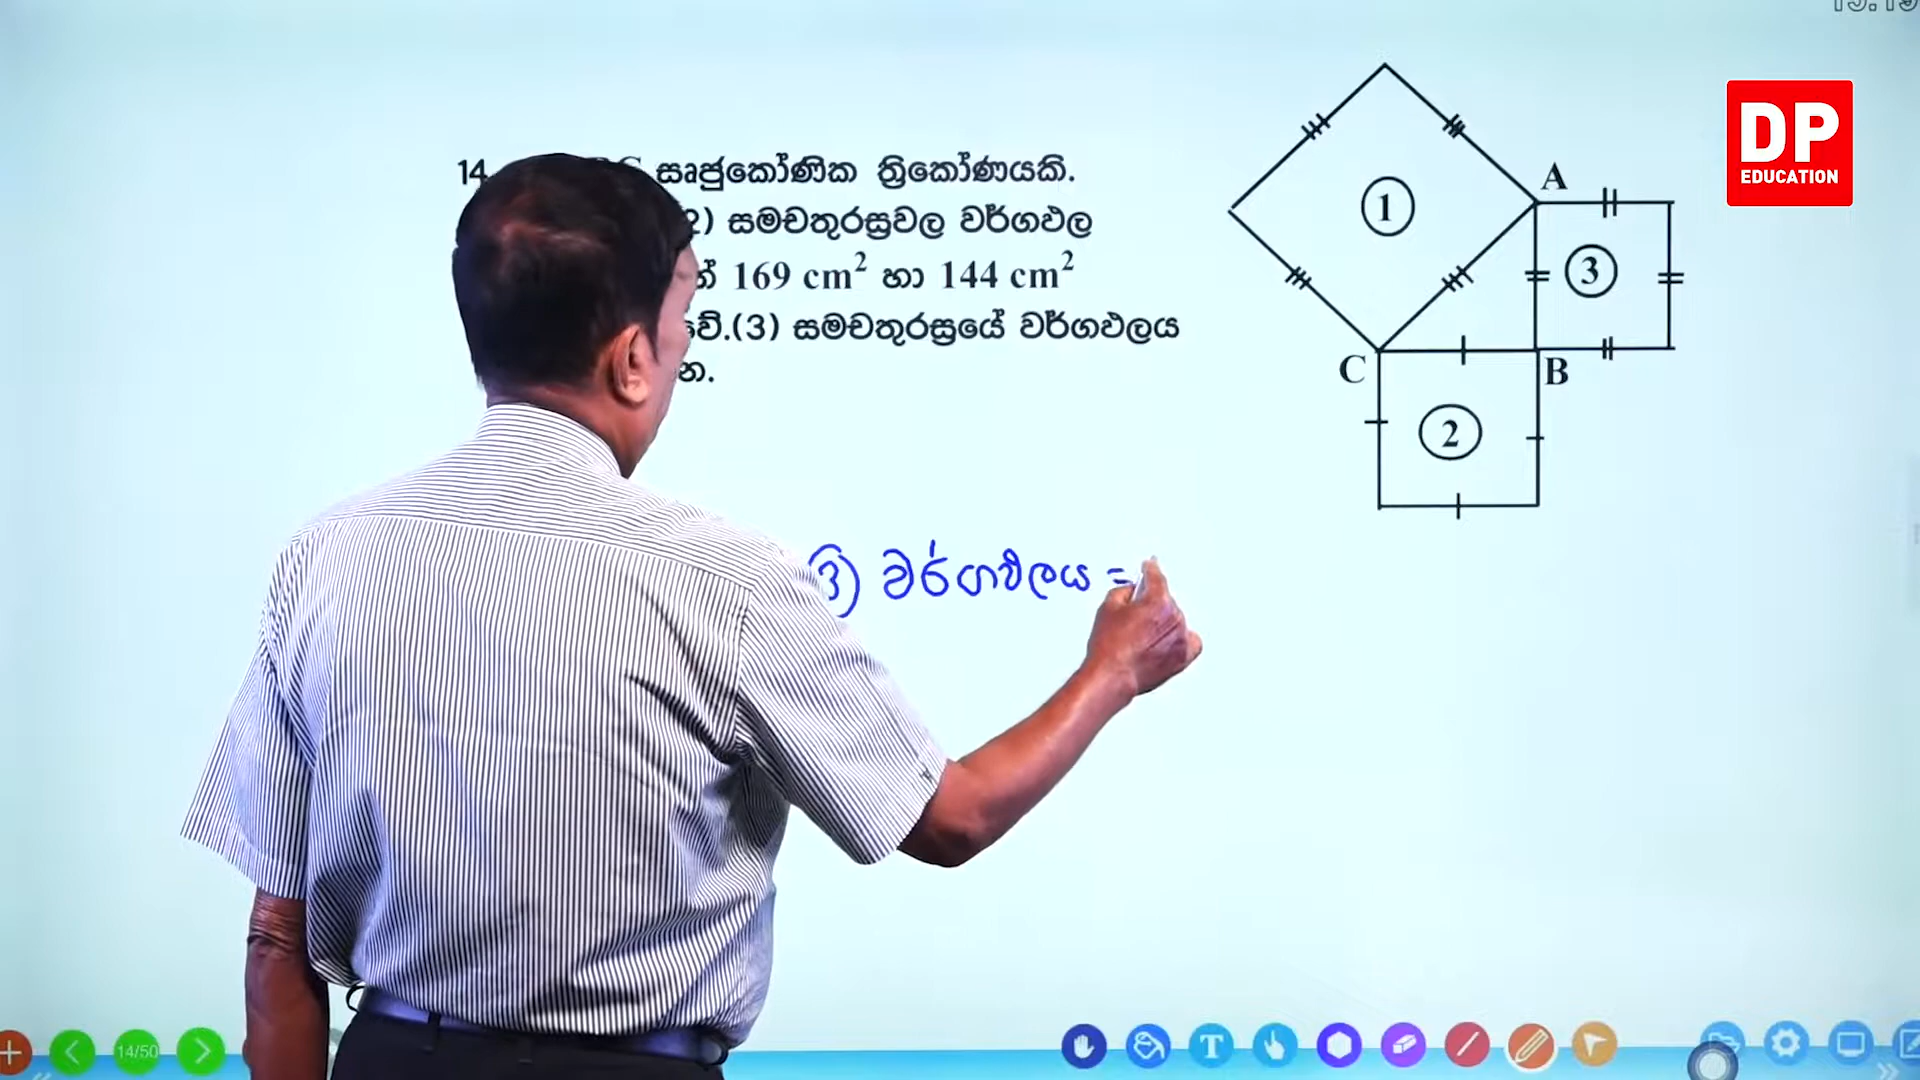 DP
EDUCATION
14 සෘජුකෝණික ත්‍රිකෝණයකි.
2) සමචතුරස්‍රවල වර්ගඵල
169 cm² හා 144 cm²
වේ.(3) සමචතුරස්‍රයේ වර්ගඵලය
න.
1
A
3
C
B
2
3) වර්ගඵලය =
14/50
T